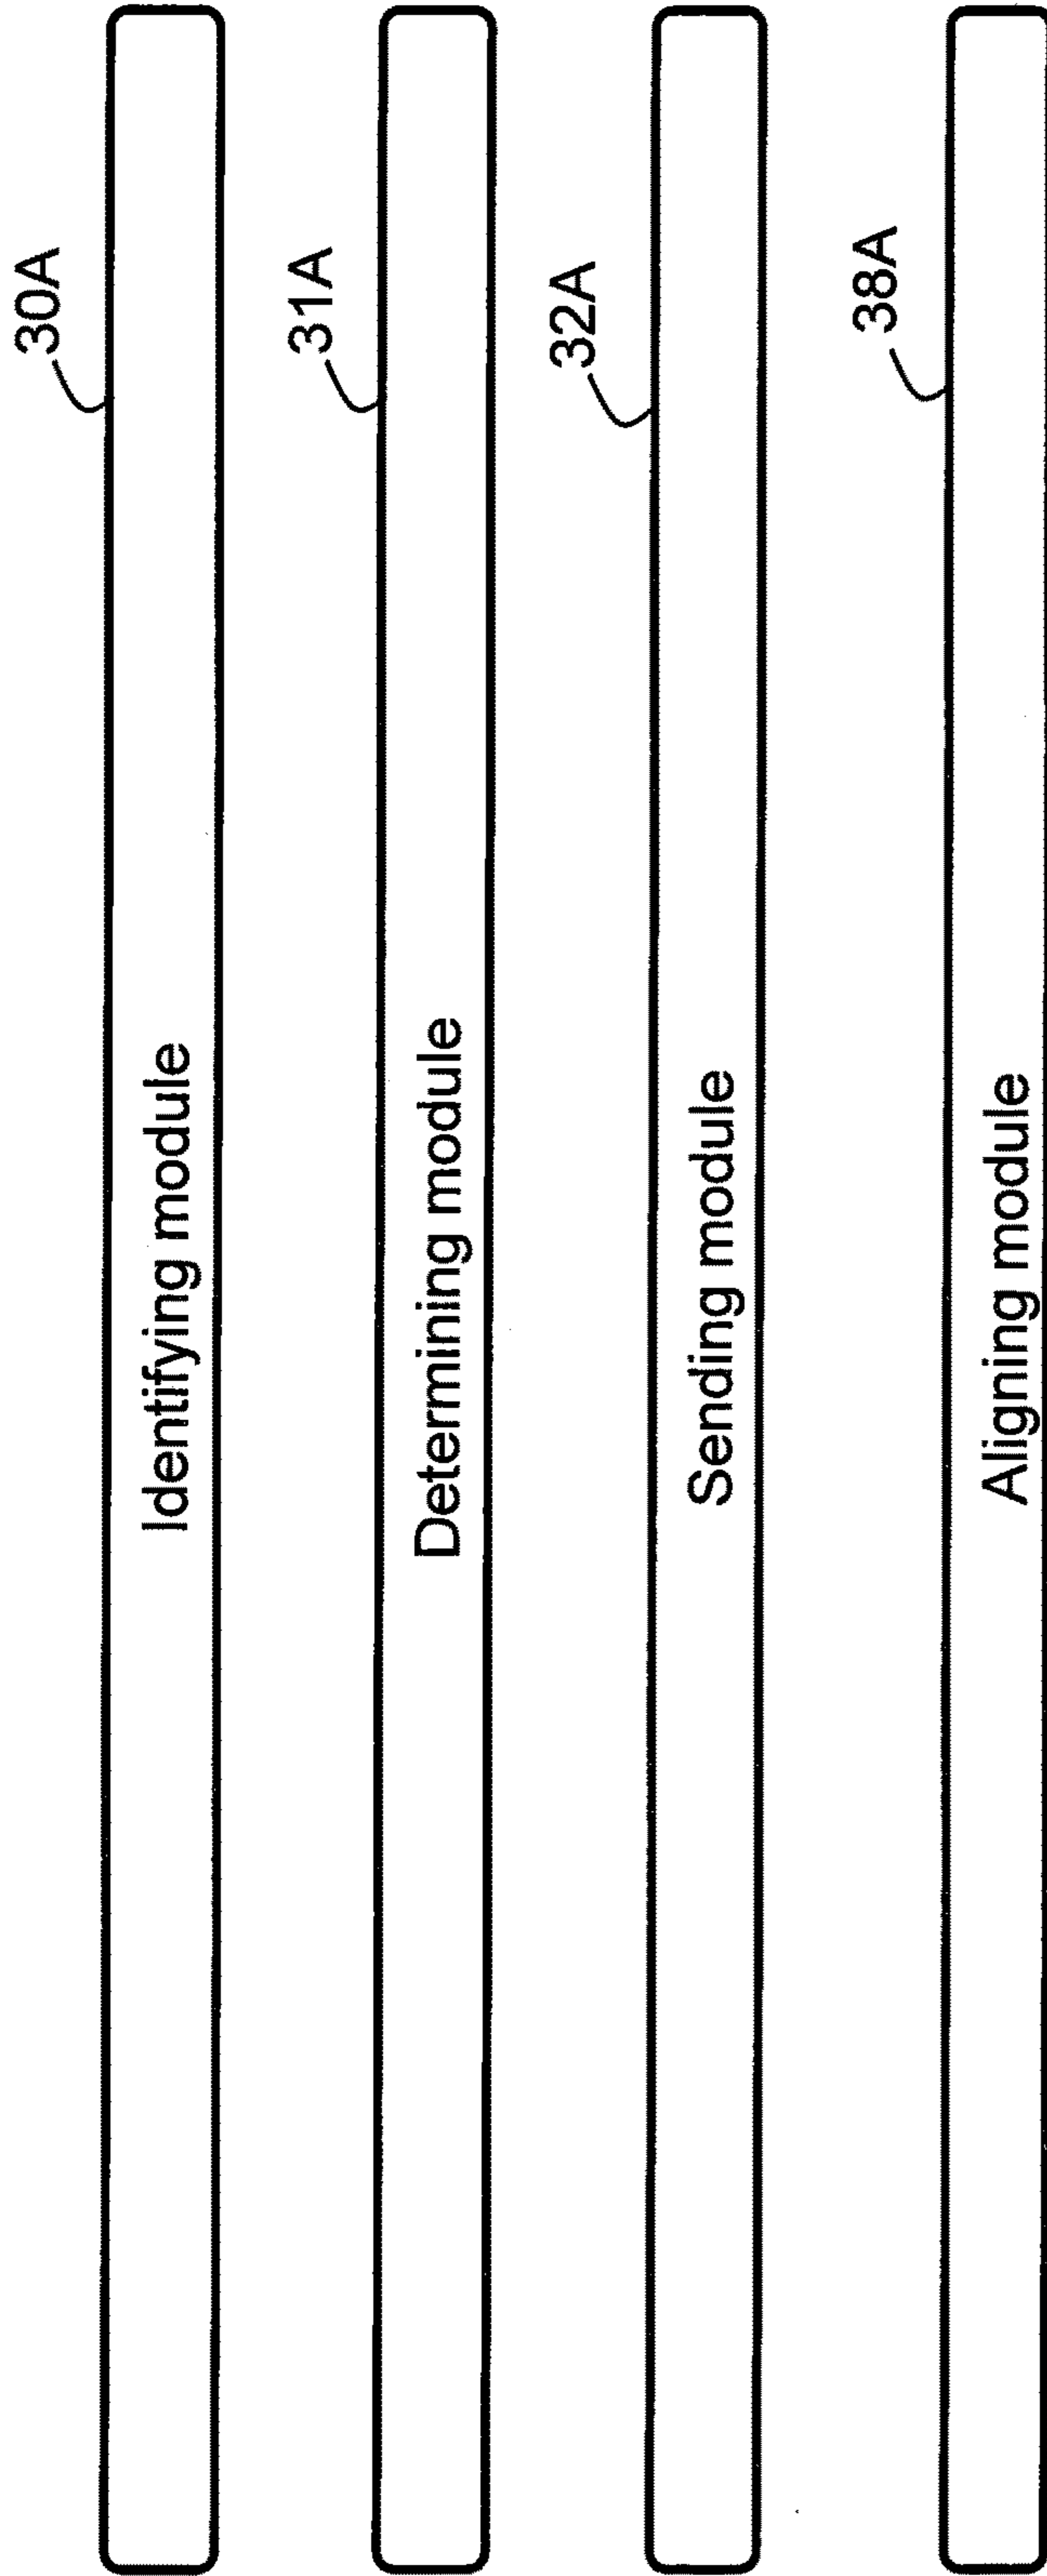 30A
Identifying module
31A
Determining module
32A
Sending module
38A
Aligning module